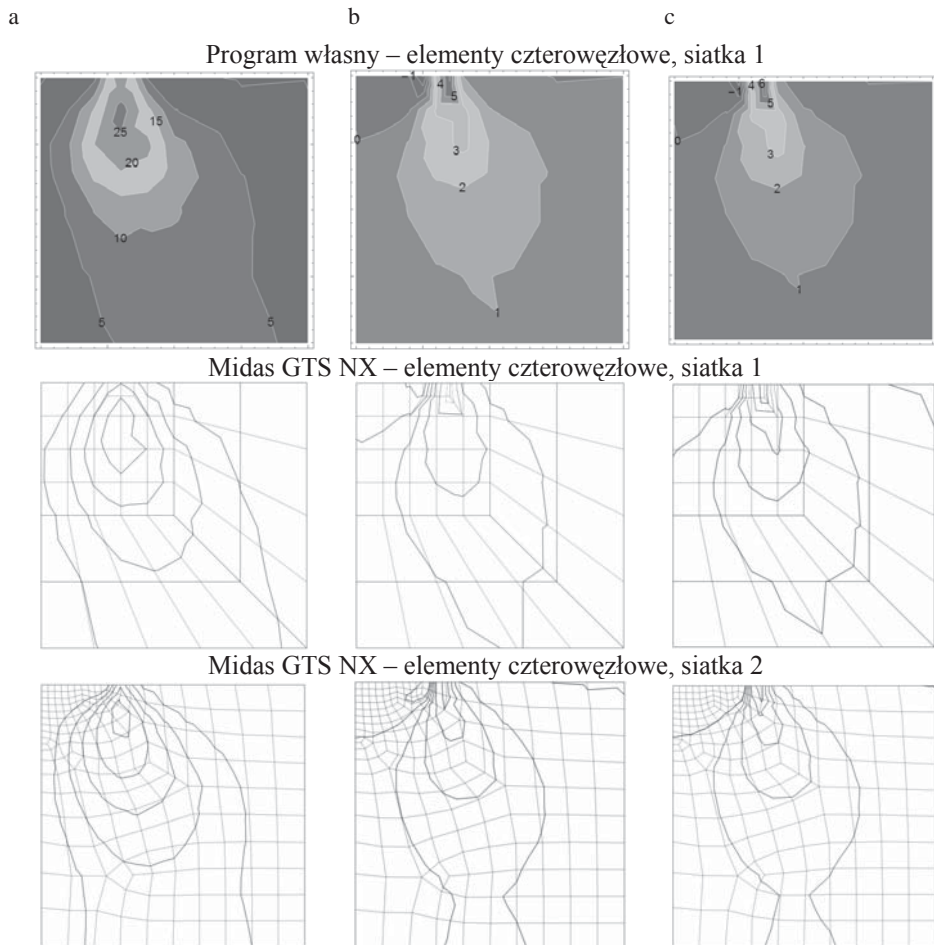 a b c
Program własny – elementy czterowęzłowe, siatka 1
25 15 20 10 5 5
-1 4 5 0 3 2 1
-1 4 6 5 0 3 2 1
Midas GTS NX – elementy czterowęzłowe, siatka 1
Midas GTS NX – elementy czterowęzłowe, siatka 2